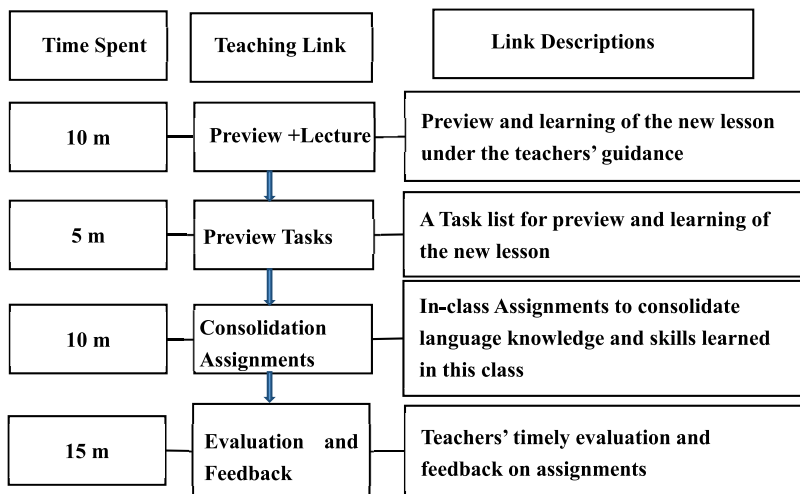 Time Spent
Teaching Link
Link Descriptions
10 m
Preview +Lecture
Preview and learning of the new lesson
under the teachers' guidance
5 m
Preview Tasks
A Task list for preview and learning of
the new lesson
10 m
Consolidation
Assignments
In-class Assignments to consolidate
language knowledge and skills learned
in this class
15 m
Evaluation and
Feedback
Teachers' timely evaluation and
feedback on assignments